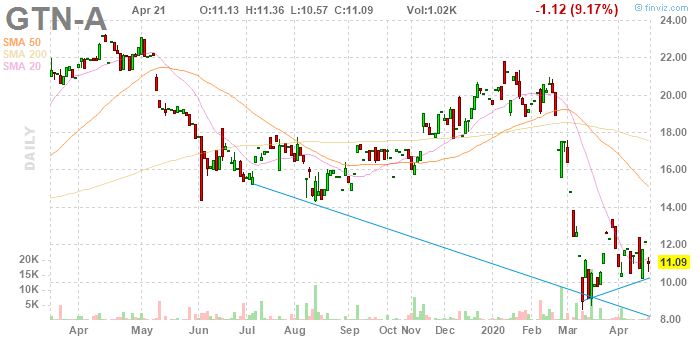 © finviz.com
GTN-A Apr 21 O:11.13 H:11.36 L:10.57 C:11.09 Vol:1.02K -1.12 (9.17%)
SMA 50
SMA 200
SMA 20
DAILY
24.00
22.00
20.00
18.00
16.00
14.00
12.00
11.09
10.00
8.00
20K
15K
10K
5K
Apr May Jun Jul Aug Sep Oct Nov Dec 2020 Feb Mar Apr